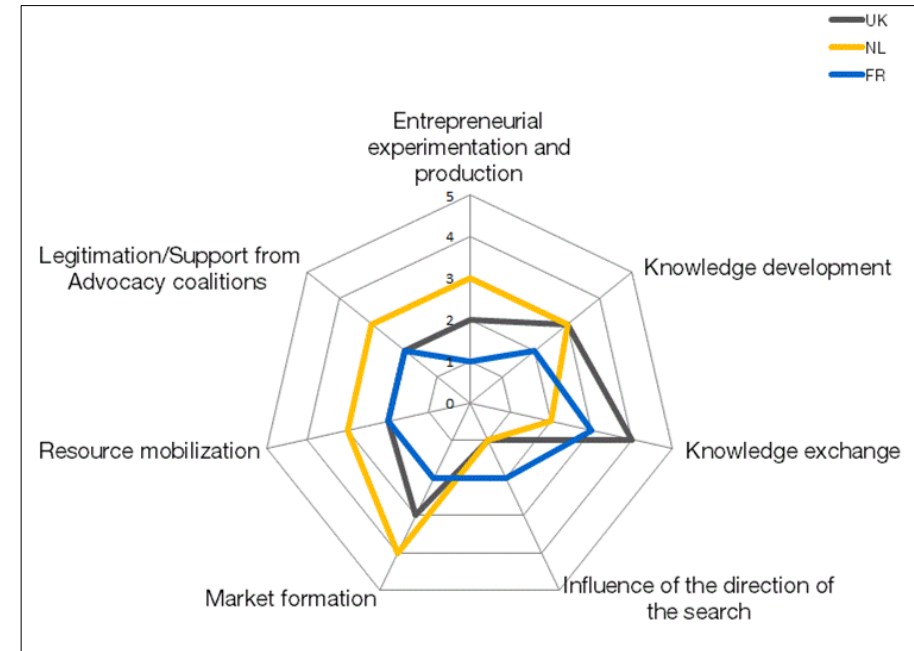 UK
NL
FR
Entrepreneurial
experimentation and
production
5
4
3
2
1
0
Legitimation/Support from
Advocacy coalitions
Knowledge development
Resource mobilization
Knowledge exchange
Market formation
Influence of the direction of
the search